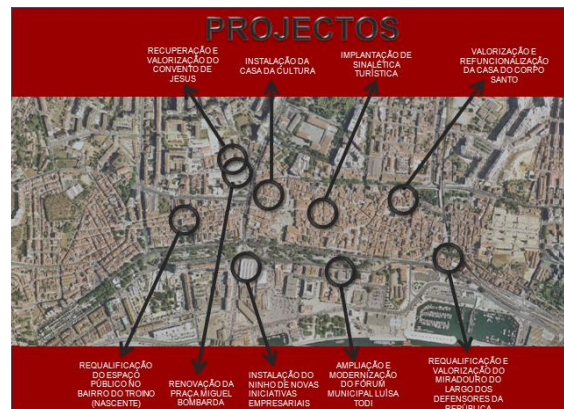 PROJECTOS
RECUPERAÇÃO E
VALORIZAÇÃO DO
CONVENTO DE
JESUS
INSTALAÇÃO DA
CASA DA CULTURA
IMPLANTAÇÃO DE
SINALÉTICA
TURÍSTICA
VALORIZAÇÃO E
REFUNCIONALIZAÇÃO
DA CASA DO CORPO
SANTO
REQUALIFICAÇÃO
DO ESPAÇO
PÚBLICO NO
BAIRRO DO TROINO
(NASCENTE)
RENOVAÇÃO DA
PRAÇA MIGUEL
BOMBARDA
INSTALAÇÃO DO
NINHO DE NOVAS
INICIATIVAS
EMPRESARIAIS
AMPLIAÇÃO E
MODERNIZAÇÃO
DO FÓRUM
MUNICIPAL LUÍSA
TODI
REQUALIFICAÇÃO E
VALORIZAÇÃO DO
MIRADOURO DO
LARGO DOS
DEFENSORES DA
REPÚBLICA